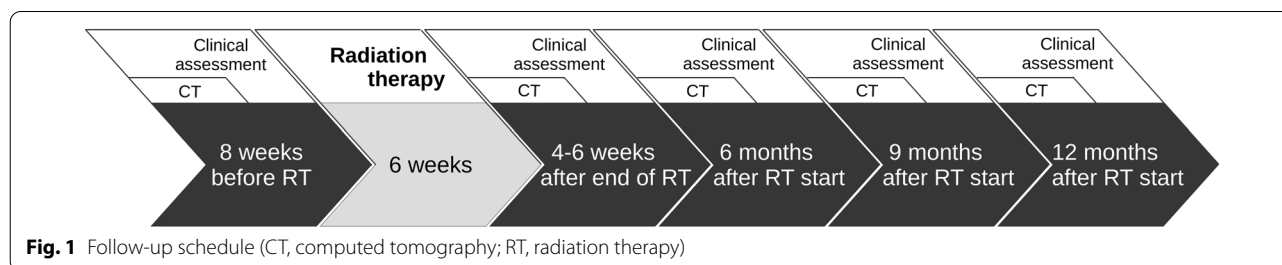 Clinical
assessment
CT
8 weeks
before RT
Radiation
therapy
6 weeks
Clinical
assessment
CT
4-6 weeks
after end of RT
Clinical
assessment
CT
6 months
after RT start
Clinical
assessment
CT
9 months
after RT start
Clinical
assessment
CT
12 months
after RT start
Fig. 1 Follow-up schedule (CT, computed tomography; RT, radiation therapy)